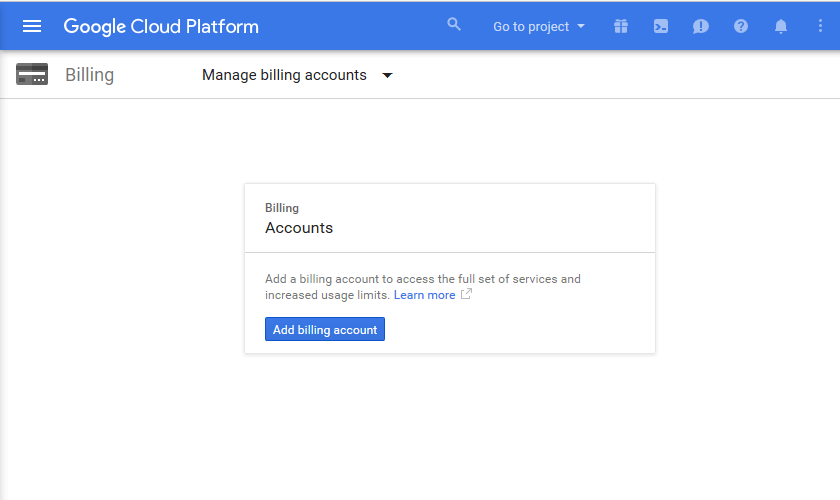 Google Cloud Platform
Go to project
Billing
Manage billing accounts
Billing
Accounts
Add a billing account to access the full set of services and
increased usage limits. Learn more
Add billing account